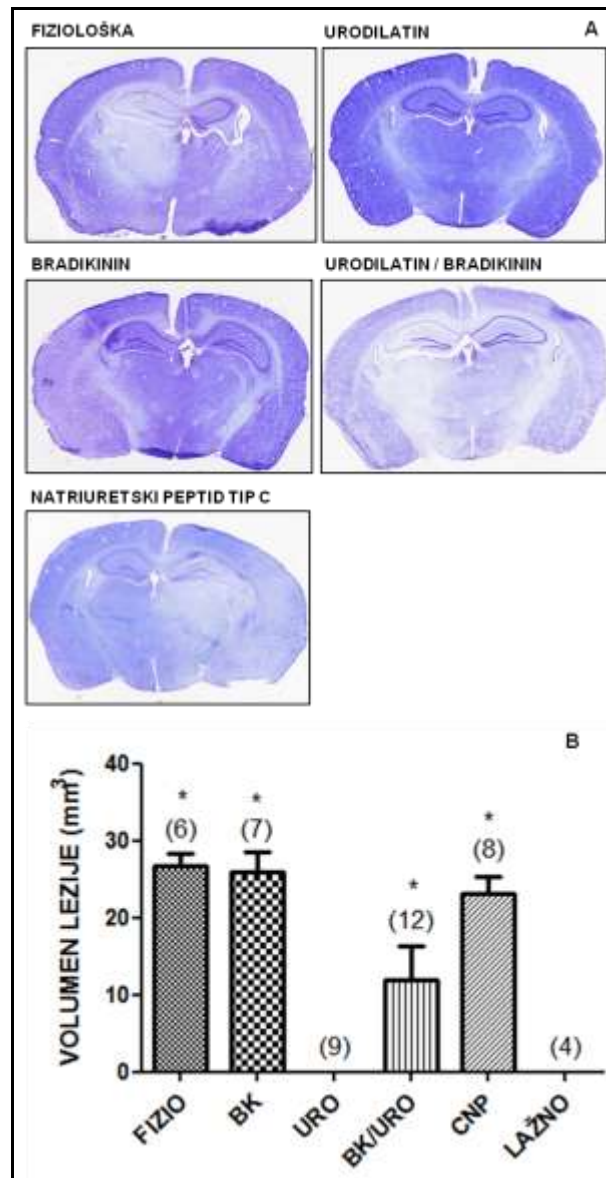 FIZIOLOŠKA
URODILATIN
A
BRADIKININ
URODILATIN / BRADIKININ
NATRIURETSKI PEPTID TIP C
B
VOLUMEN LEZIJE (mm³)
40
30
20
10
0
*
(6)
*
(7)
(9)
*
(12)
*
(8)
(4)
FIZIO
BK
URO
BK/URO
CNP
LAŽNO